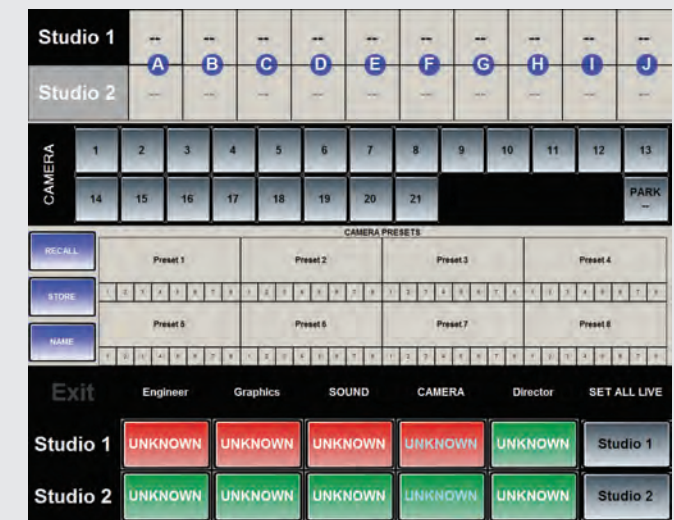 Studio 1 -- -- -- -- -- -- -- -- -- --
A B C D E F G H I J
Studio 2 -- -- -- -- -- -- -- -- -- --
CAMERA
1 2 3 4 5 6 7 8 9 10 11 12 13
14 15 16 17 18 19 20 21 PARK --
CAMERA PRESETS
RECALL Preset 1 Preset 2 Preset 3 Preset 4
STORE
Preset 5 Preset 6 Preset 7 Preset 8
NAME
Exit Engineer Graphics SOUND CAMERA Director SET ALL LIVE
Studio 1 UNKNOWN UNKNOWN UNKNOWN UNKNOWN UNKNOWN Studio 1
Studio 2 UNKNOWN UNKNOWN UNKNOWN UNKNOWN UNKNOWN Studio 2